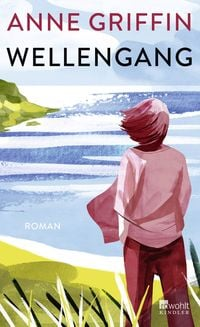 ANNE GRIFFIN
WELLENGANG
ROMAN
rowohlt
KINDLER